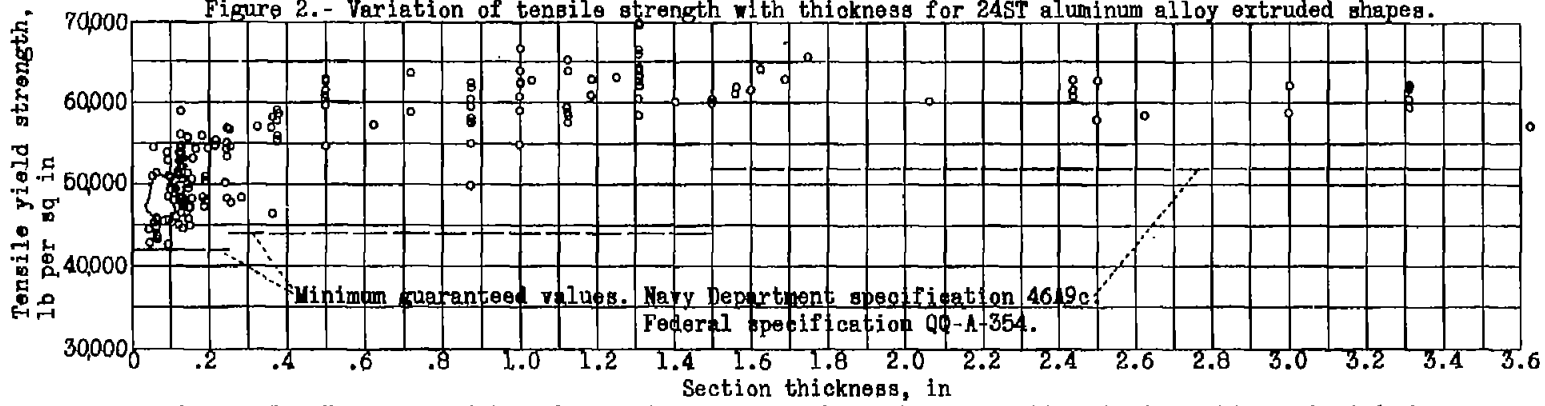 Figure 2.- Variation of tensile strength with thickness for 24ST aluminum alloy extruded shapes.
Tensile yield strength,
lb per sq in
70,000
60,000
50,000
40,000
30,000
Minimum guaranteed values. Navy Department specification 46A9c.
Federal specification QQ-A-354.
0 .2 .4 .6 .8 1.0 1.2 1.4 1.6 1.8 2.0 2.2 2.4 2.6 2.8 3.0 3.2 3.4 3.6
Section thickness, in